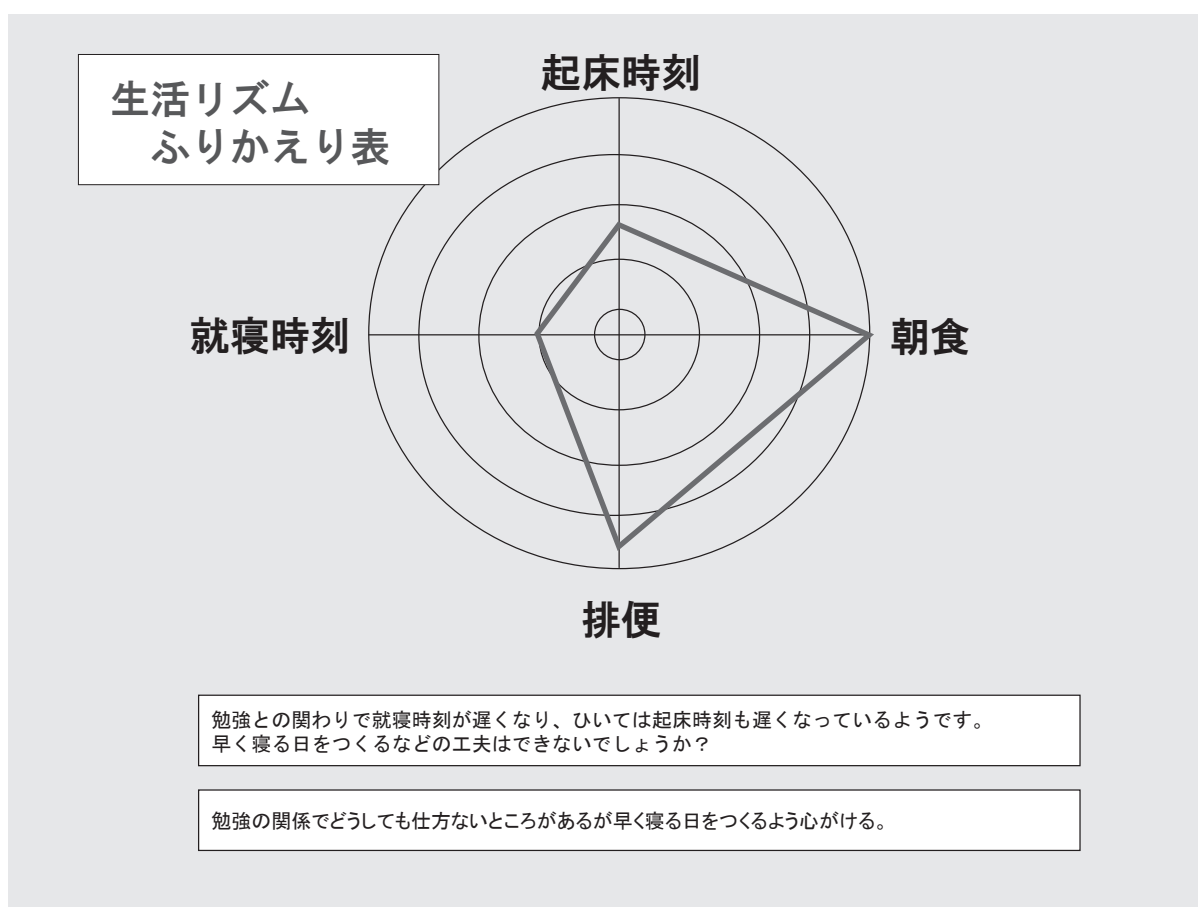 生活リズム
ふりかえり表
起床時刻
就寝時刻
朝食
排便
勉強との関わりで就寝時刻が遅くなり、ひいては起床時刻も遅くなっているようです。
早く寝る日をつくるなどの工夫はできないでしょうか？
勉強の関係でどうしても仕方ないところがあるが早く寝る日をつくるよう心がける。